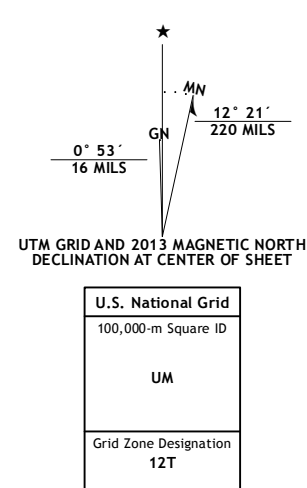 ★
MN
GN
12° 21´
220 MILS
0° 53´
16 MILS
UTM GRID AND 2013 MAGNETIC NORTH
DECLINATION AT CENTER OF SHEET
U.S. National Grid
100,000-m Square ID
UM
Grid Zone Designation
12T